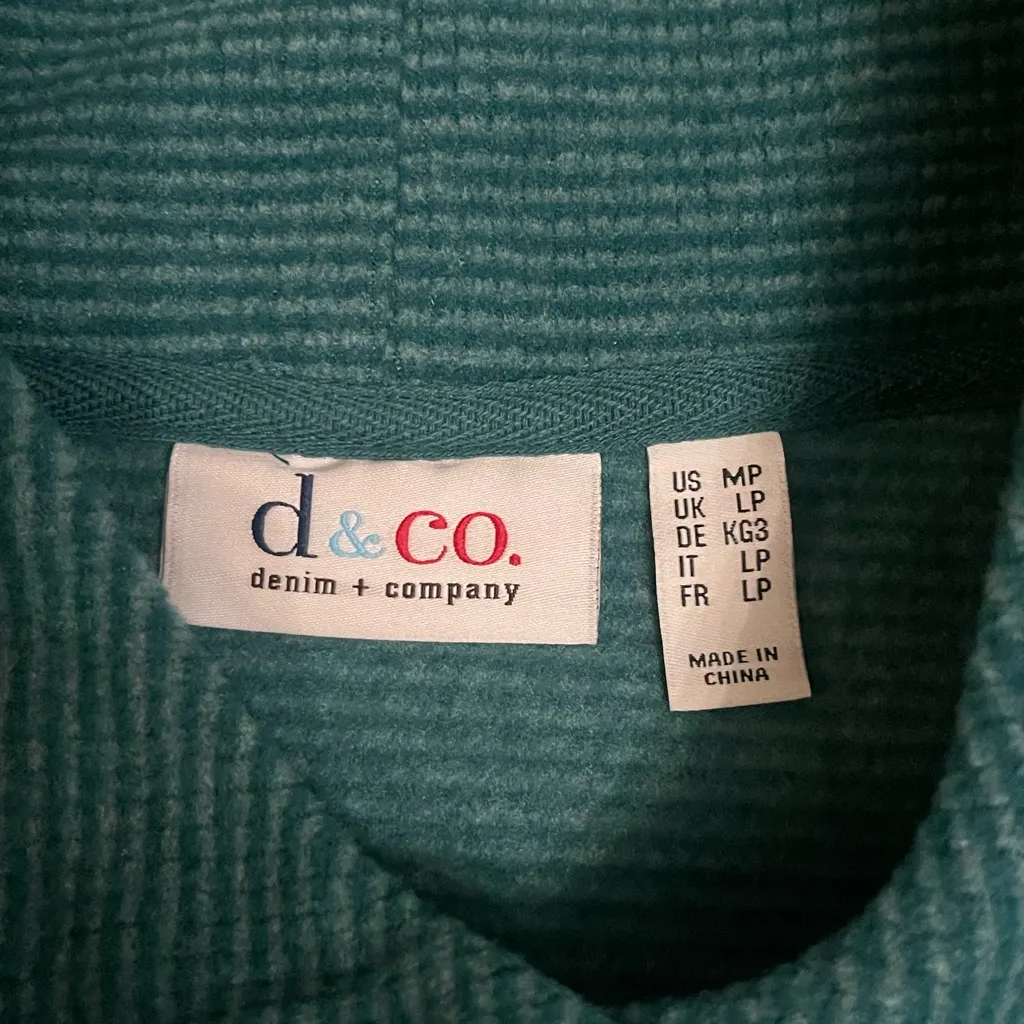 d & co.
denim + company
US MP
UK LP
DE KG3
IT LP
FR LP
MADE IN
CHINA